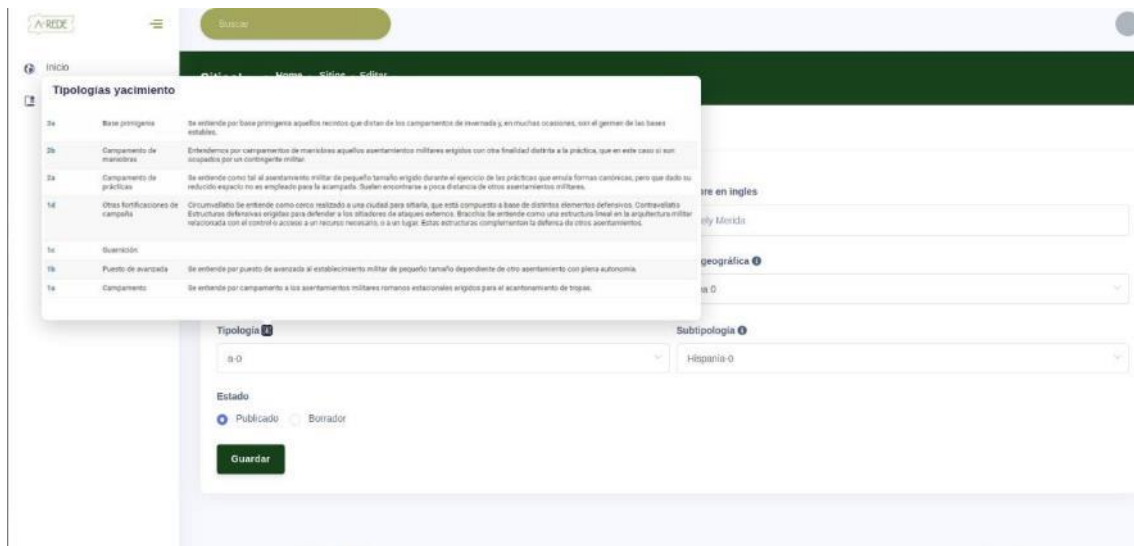 A·REDE
Buscar
Inicio
Home Sitios Editar
Tipologías yacimiento
3a Base primigenia Se entiende por base primigenia aquellos recintos que distan de los campamentos de invernada y, en muchas ocasiones, son el germen de las bases
estables.
2b Campamento de maniobras Entendemos por campamentos de maniobras aquellos asentamientos militares erigidos con otra finalidad distinta a la práctica, que en este caso si son
ocupados por un contingente militar.
2a Campamento de prácticas Se entiende como tal al asentamiento militar de pequeño tamaño erigido durante el ejercicio de las prácticas que emula formas canónicas, pero que dado su
reducido espacio no es empleado para la acampada. Suelen encontrarse a poca distancia de otros asentamientos militares.
1d Otras fortificaciones de campaña Circumvallatio Se entiende como cerco realizado a una ciudad para sitiarla, que está compuesto a base de distintos elementos defensivos. Contravallatio
Estructuras defensivas erigidas para defender a los sitiadores de ataques externos. Bracchia Se entiende como una estructura lineal en la arquitectura militar
relacionada con el control o acceso a un recurso necesario, o a un lugar. Estas estructuras complementan la defensa de otros asentamientos.
1c Guarnición
1b Puesto de avanzada Se entiende por puesto de avanzada al establecimiento militar de pequeño tamaño dependiente de otro asentamiento con plena autonomía.
1a Campamento Se entiende por campamento a los asentamientos militares romanos estacionales erigidos para el acantonamiento de tropas.
re en ingles
ely Merida
geográfica
0
Tipología
Subtipología
a-0
Hispania-0
Estado
Publicado Borrador
Guardar